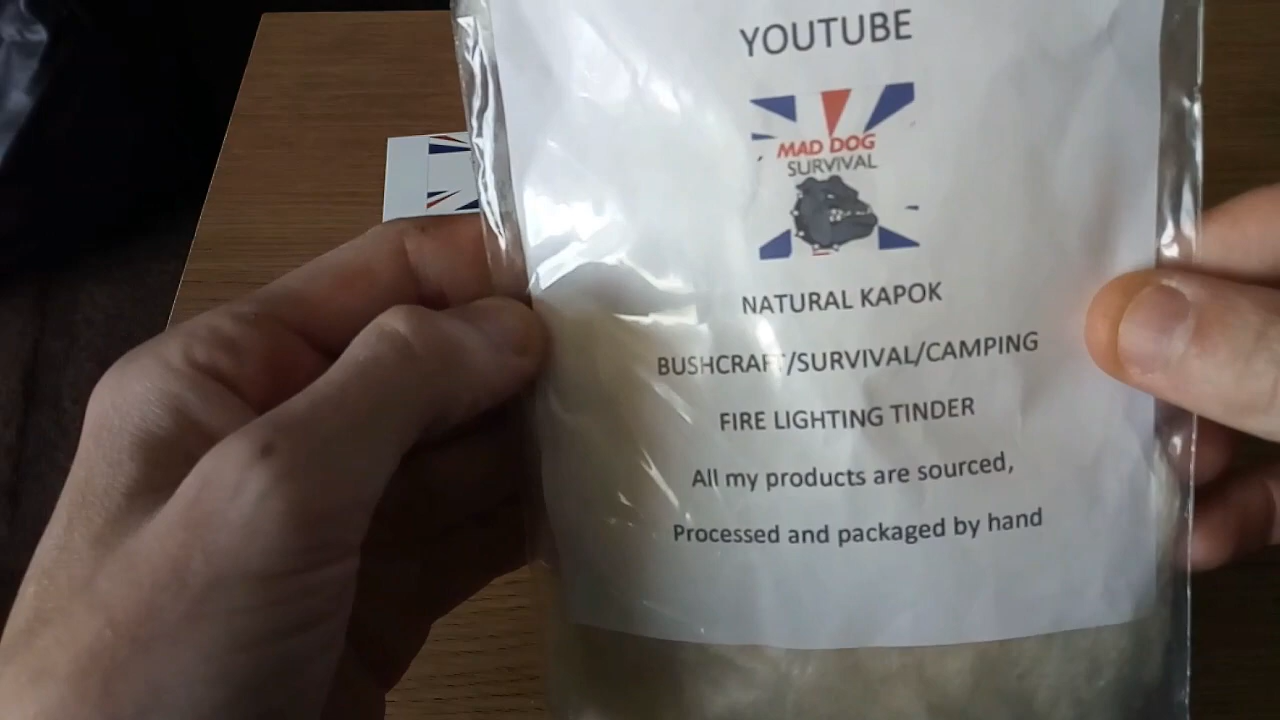 YOUTUBE
MAD DOG
SURVIVAL
NATURAL KAPOK
BUSHCRAFT/SURVIVAL/CAMPING
FIRE LIGHTING TINDER
All my products are sourced,
Processed and packaged by hand